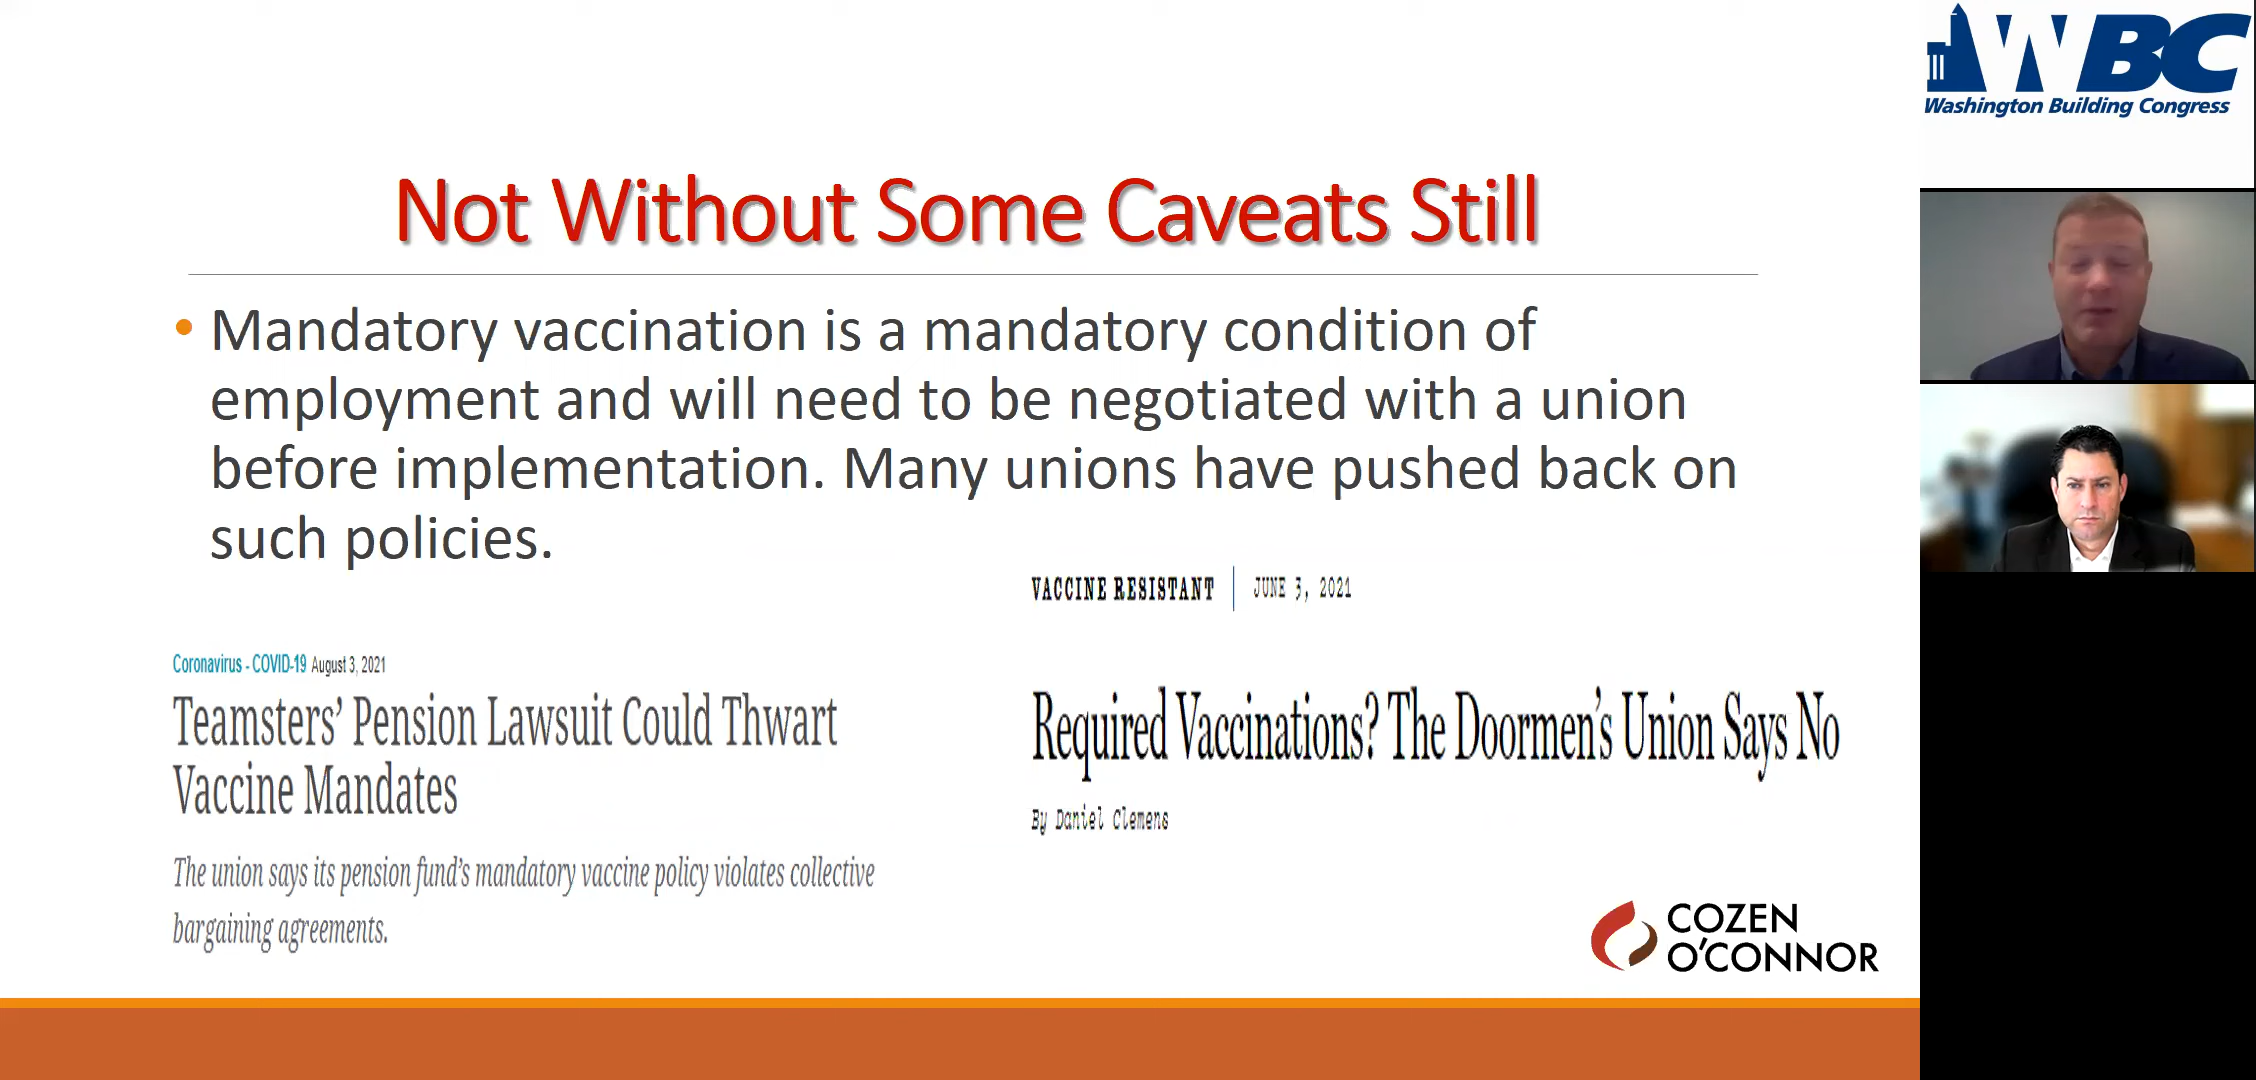 WBC
Washington Building Congress
Not Without Some Caveats Still
• Mandatory vaccination is a mandatory condition of
employment and will need to be negotiated with a union
before implementation. Many unions have pushed back on
such policies.
VACCINE RESISTANT | JUNE 3, 2021
Required Vaccinations? The Doormen’s Union Says No
By Daniel Clemens
Coronavirus - COVID-19 August 3, 2021
Teamsters’ Pension Lawsuit Could Thwart
Vaccine Mandates
The union says its pension fund’s mandatory vaccine policy violates collective
bargaining agreements.
COZEN
O’CONNOR